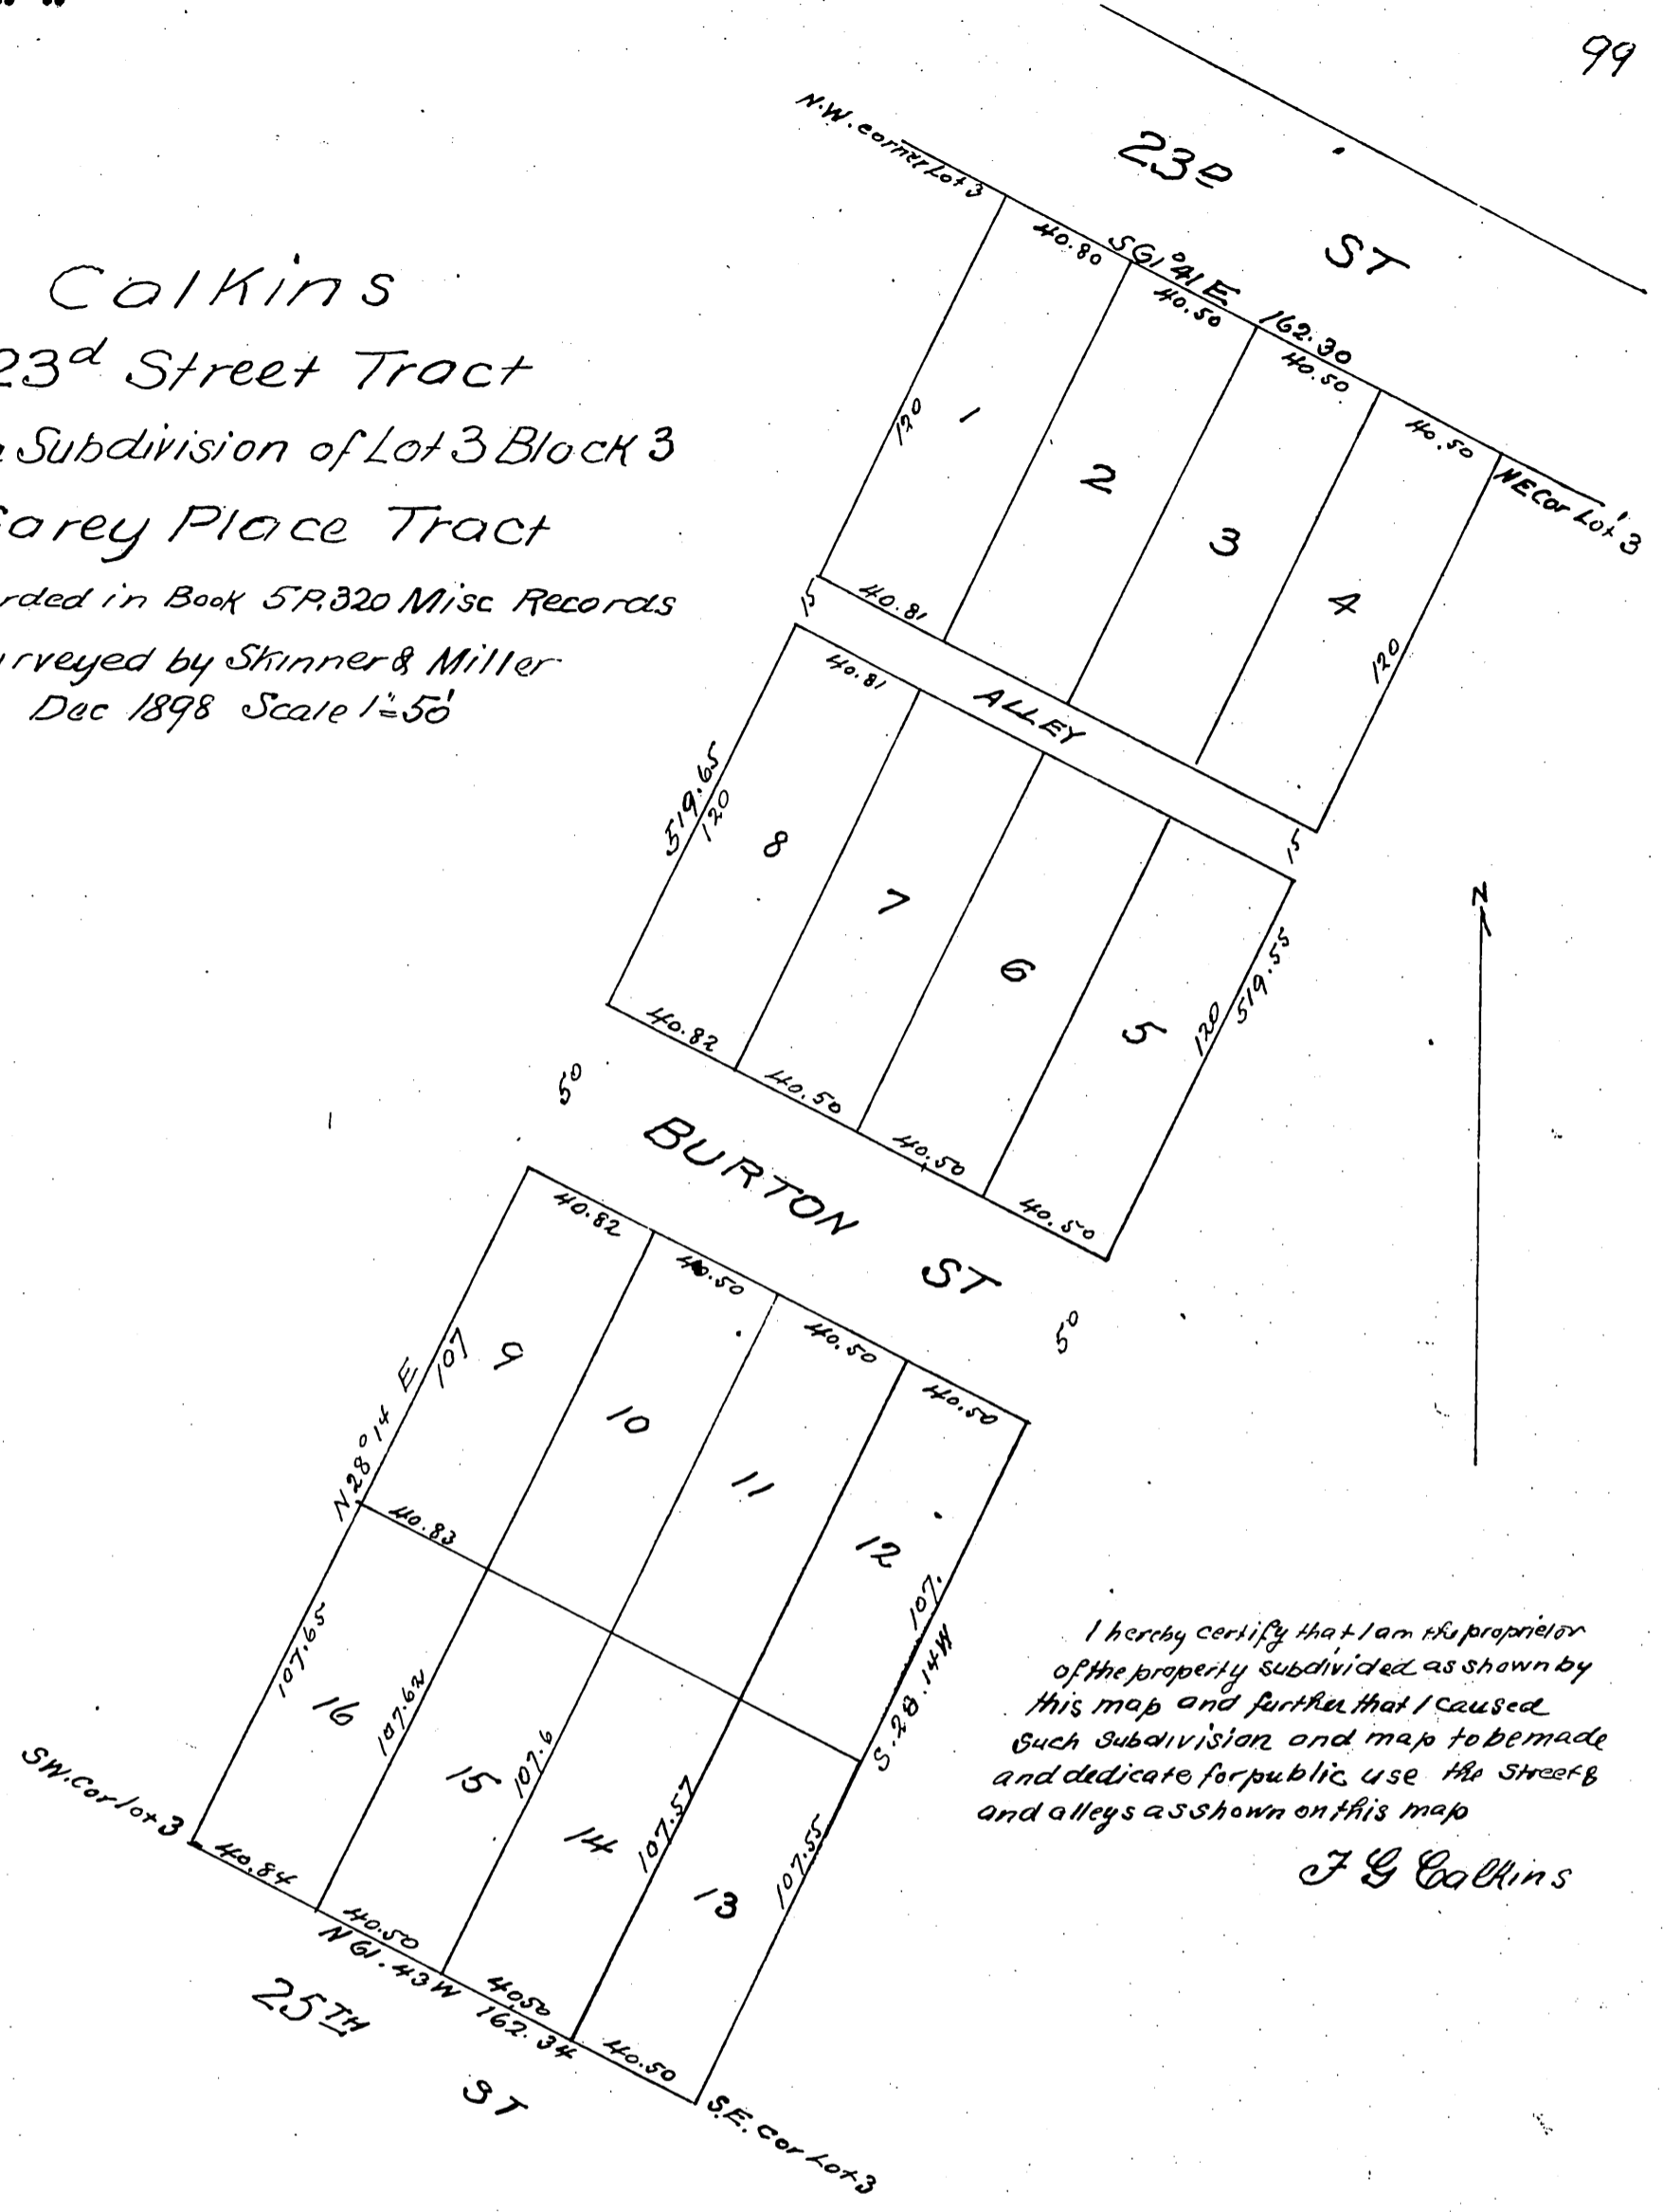 99
N.W. corner Lot 3
23D
ST
40.80
S61°41 E 162.30
40.50
40.50
40.50
NE Cor Lot 3
Calkins
23d Street Tract
Subdivision of Lot 3 Block 3
arey Place Tract
rded in Book 5 P. 320 Misc Records
rveyed by Skinner & Miller
Dec 1898 Scale 1"=50'
120
1
2
3
4
120
15
40.81
40.81
ALLEY
15
519.65
120
8
7
6
5
120
519.55
N
40.82
40.50
40.50
40.50
50
BURTON
ST
50
40.82
40.50
40.50
40.50
N28°14 E
107
9
10
11
12
107.
S.28.14W
40.83
107.65
16
107.62
15
107.6
14
107.57
13
107.55
SW. Cor lot 3
40.84
40.50
4050
40.50
N 61.43W 162.34
25TH
ST
S.E. Cor Lot 3
I hereby certify that I am the proprietor
of the property subdivided as shown by
this map and further that I caused
Such Subdivision and map to be made
and dedicate for public use the Street &
and alleys as shown on this map
F G Calkins